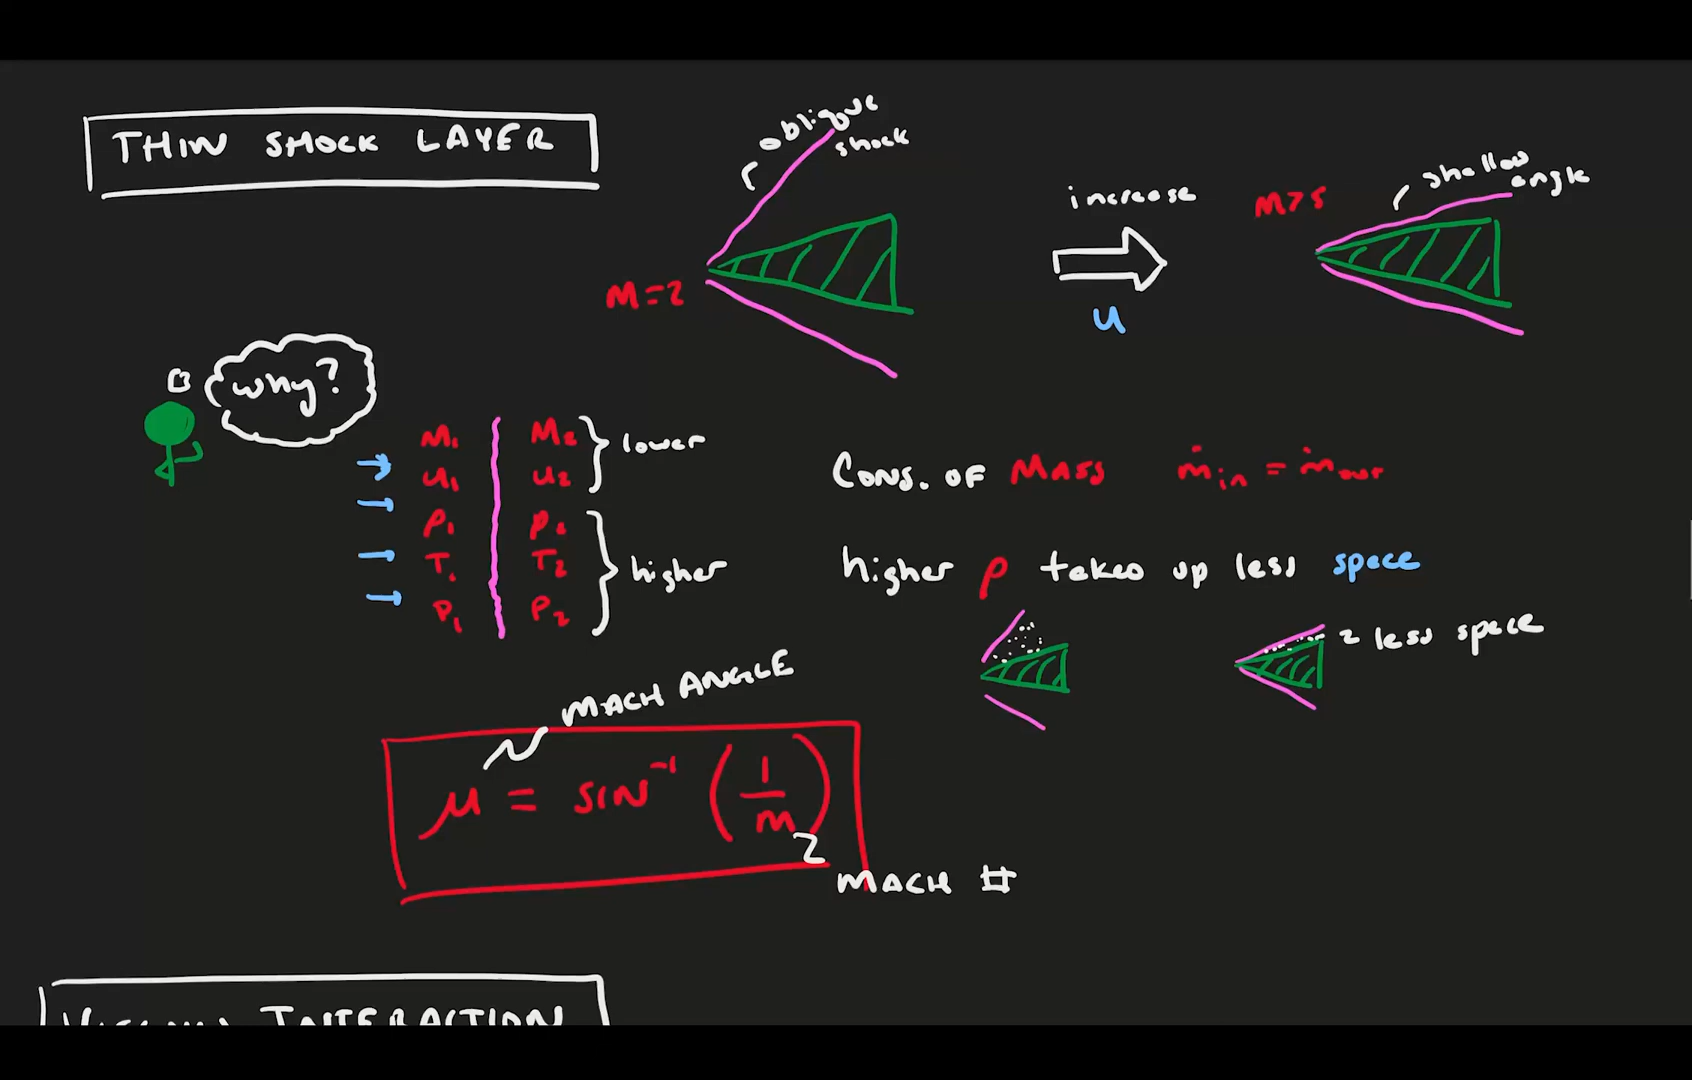 THIN SHOCK LAYER
oblique
shock
M=2
increase
u
M>5
shallow
angle
why?
M₁ M₂
u₁ u₂
lower
ρ₁ ρ₂
T₁ T₂
P₁ P₂
higher
CONS. OF MASS ṁin = ṁout
higher ρ takes up less space
less space
MACH ANGLE
μ = SIN⁻¹ (1/M)
MACH #
VISCOUS INTERACTION